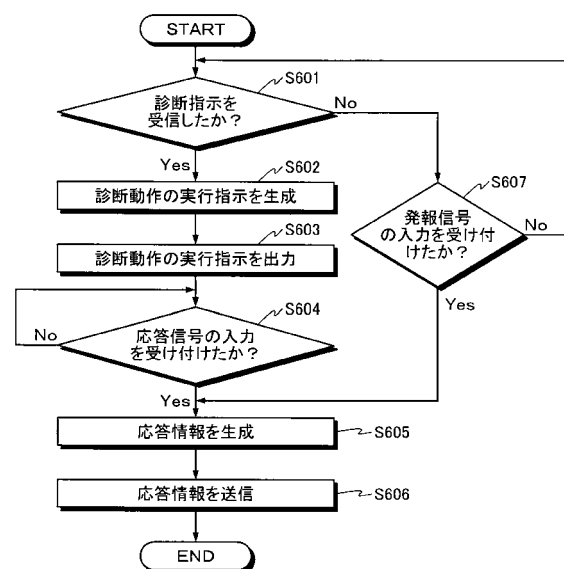 START
S601
診断指示を
受信したか？
No
Yes
S602
診断動作の実行指示を生成
S607
発報信号
の入力を受け付
けたか？
No
Yes
S603
診断動作の実行指示を出力
S604
応答信号の入力
を受け付けたか？
No
Yes
応答情報を生成
S605
応答情報を送信
S606
END